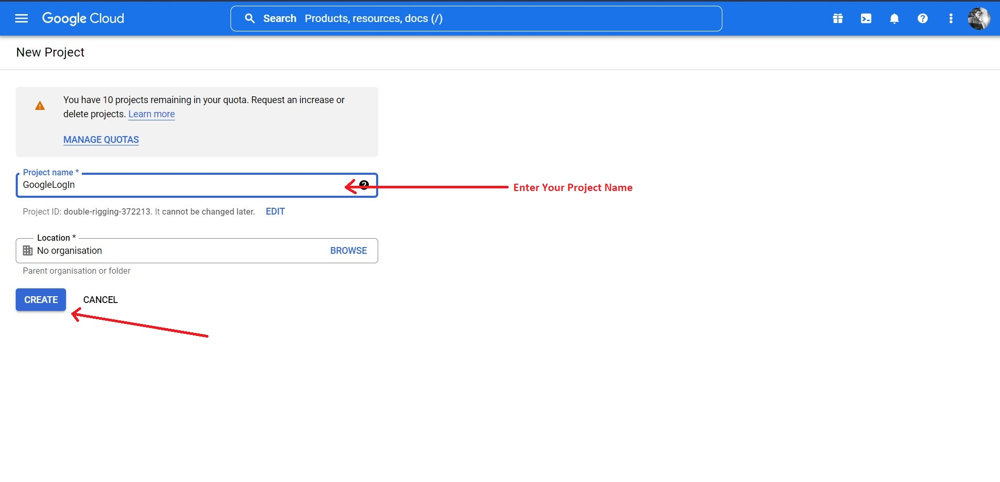 Google Cloud
Search Products, resources, docs (/)
New Project
You have 10 projects remaining in your quota. Request an increase or
delete projects. Learn more
MANAGE QUOTAS
Project name *
GoogleLogIn
Enter Your Project Name
Project ID: double-rigging-372213. It cannot be changed later. EDIT
Location *
No organisation BROWSE
Parent organisation or folder
CREATE CANCEL